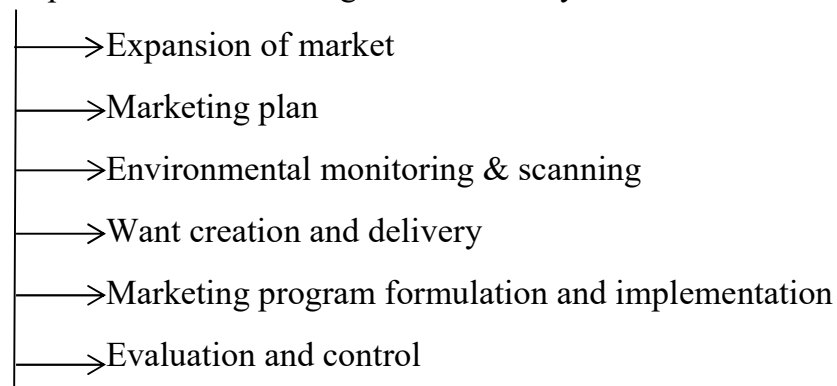 Expansion of market
Marketing plan
Environmental monitoring & scanning
Want creation and delivery
Marketing program formulation and implementation
Evaluation and control